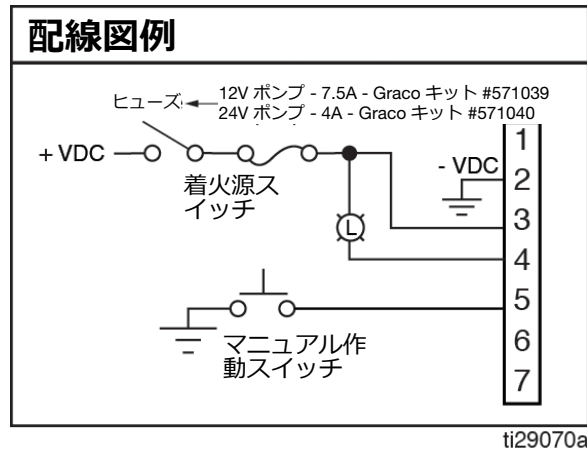 配線図例
ヒューズ
12V ポンプ - 7.5A - Graco キット #571039
24V ポンプ - 4A - Graco キット #571040
+ VDC
着火源ス
イッチ
- VDC
L
マニュアル作
動スイッチ
1
2
3
4
5
6
7
ti29070a